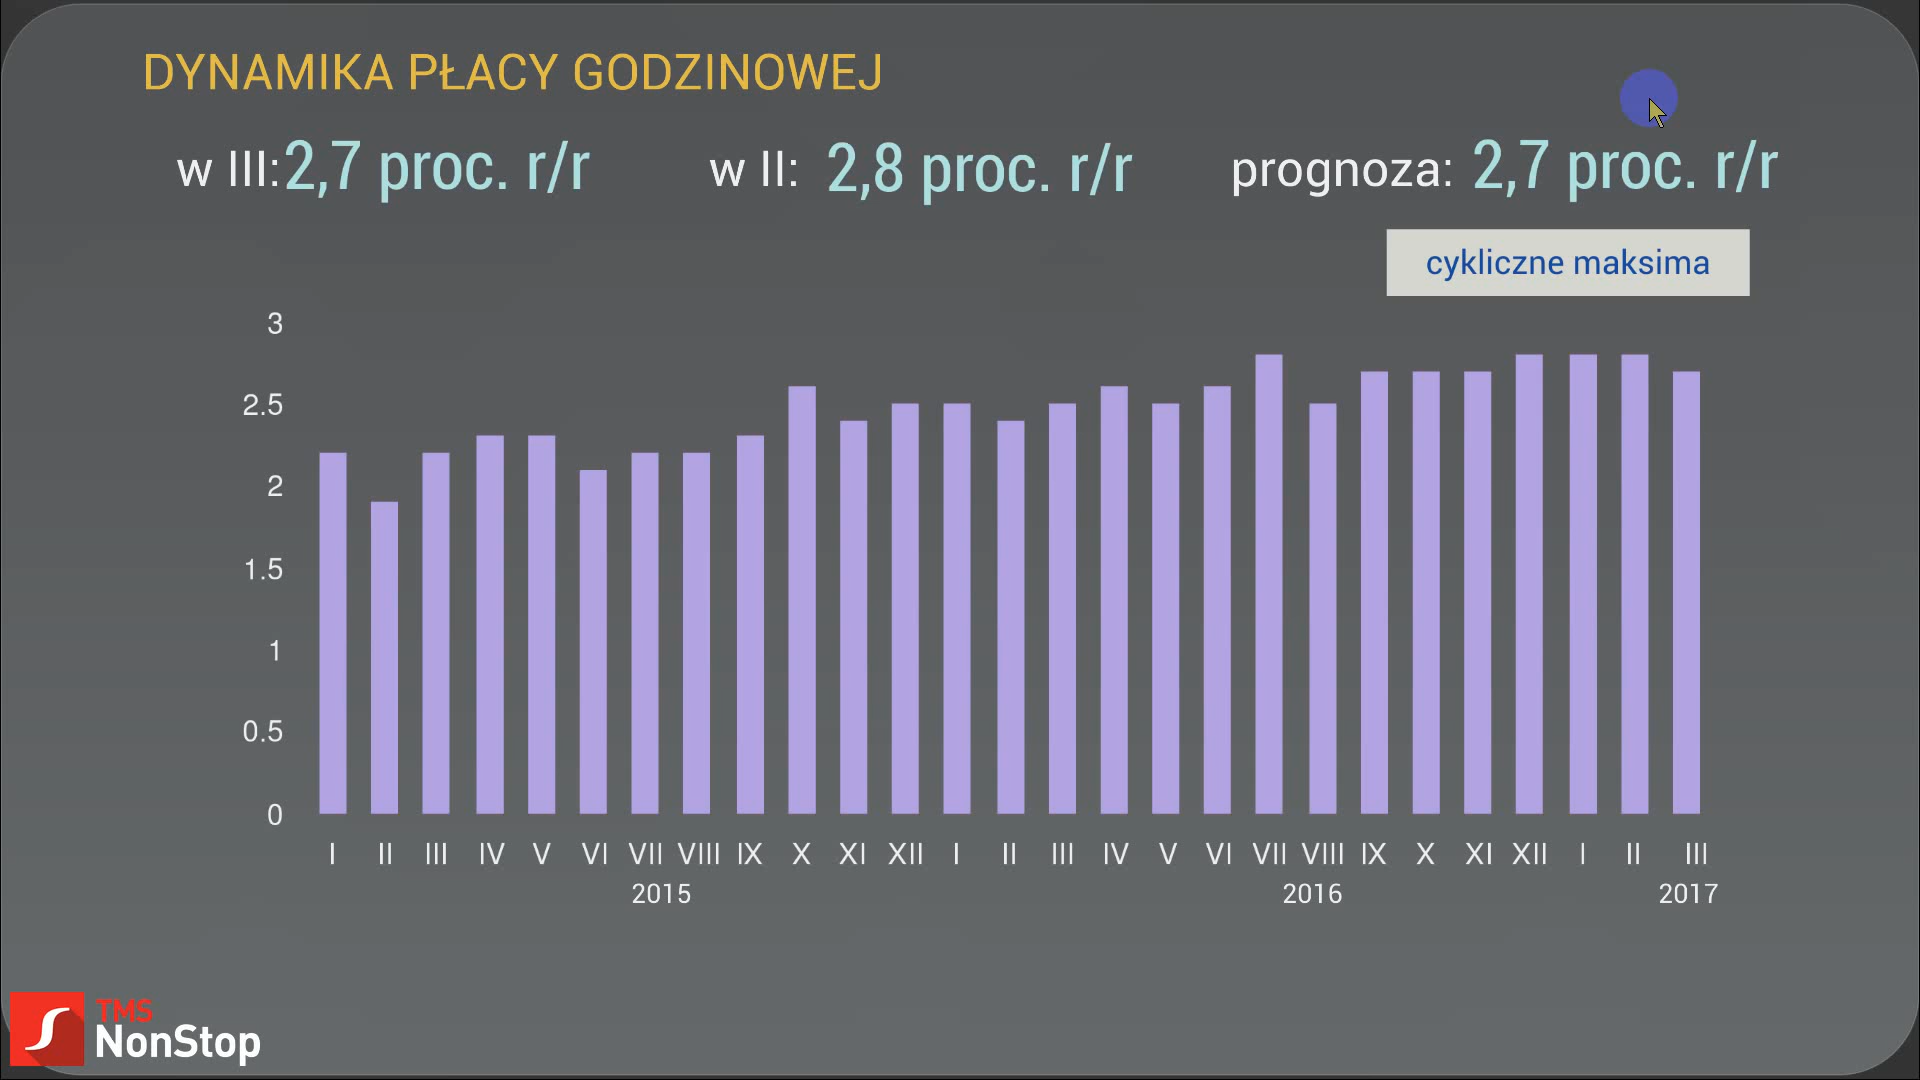 DYNAMIKA PŁACY GODZINOWEJ
w III: 2,7 proc. r/r w II: 2,8 proc. r/r prognoza: 2,7 proc. r/r
cykliczne maksima
3
2.5
2
1.5
1
0.5
0
I II III IV V VI VII VIII IX X XI XII I II III IV V VI VII VIII IX X XI XII I II III
2015 2016 2017
TMS
NonStop